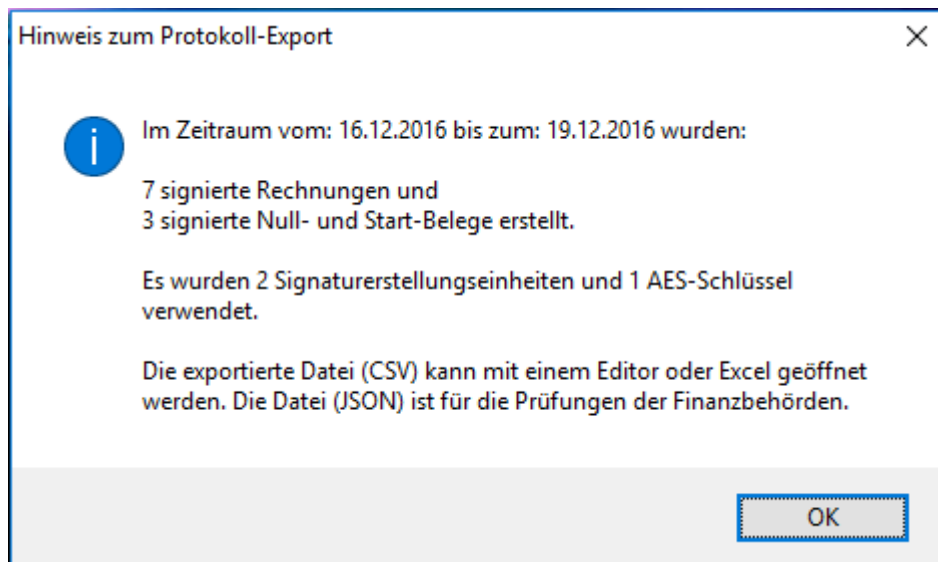 Hinweis zum Protokoll-Export
Im Zeitraum vom: 16.12.2016 bis zum: 19.12.2016 wurden:
7 signierte Rechnungen und
3 signierte Null- und Start-Belege erstellt.
Es wurden 2 Signaturerstellungseinheiten und 1 AES-Schlüssel
verwendet.
Die exportierte Datei (CSV) kann mit einem Editor oder Excel geöffnet
werden. Die Datei (JSON) ist für die Prüfungen der Finanzbehörden.
OK